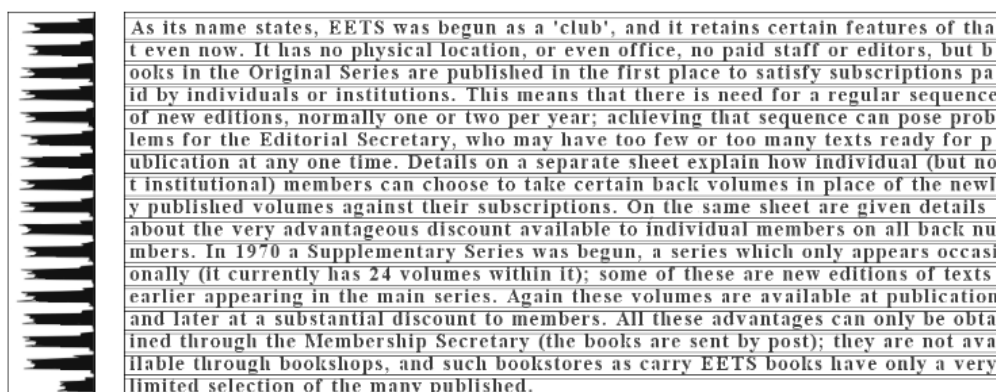 As its name states, EETS was begun as a 'club', and it retains certain features of tha
t even now. It has no physical location, or even office, no paid staff or editors, but b
ooks in the Original Series are published in the first place to satisfy subscriptions pa
id by individuals or institutions. This means that there is need for a regular sequence
of new editions, normally one or two per year; achieving that sequence can pose prob
lems for the Editorial Secretary, who may have too few or too many texts ready for p
ublication at any one time. Details on a separate sheet explain how individual (but no
t institutional) members can choose to take certain back volumes in place of the newl
y published volumes against their subscriptions. On the same sheet are given details
about the very advantageous discount available to individual members on all back nu
mbers. In 1970 a Supplementary Series was begun, a series which only appears occasi
onally (it currently has 24 volumes within it); some of these are new editions of texts
earlier appearing in the main series. Again these volumes are available at publication
and later at a substantial discount to members. All these advantages can only be obta
ined through the Membership Secretary (the books are sent by post); they are not ava
ilable through bookshops, and such bookstores as carry EETS books have only a very
limited selection of the many published.